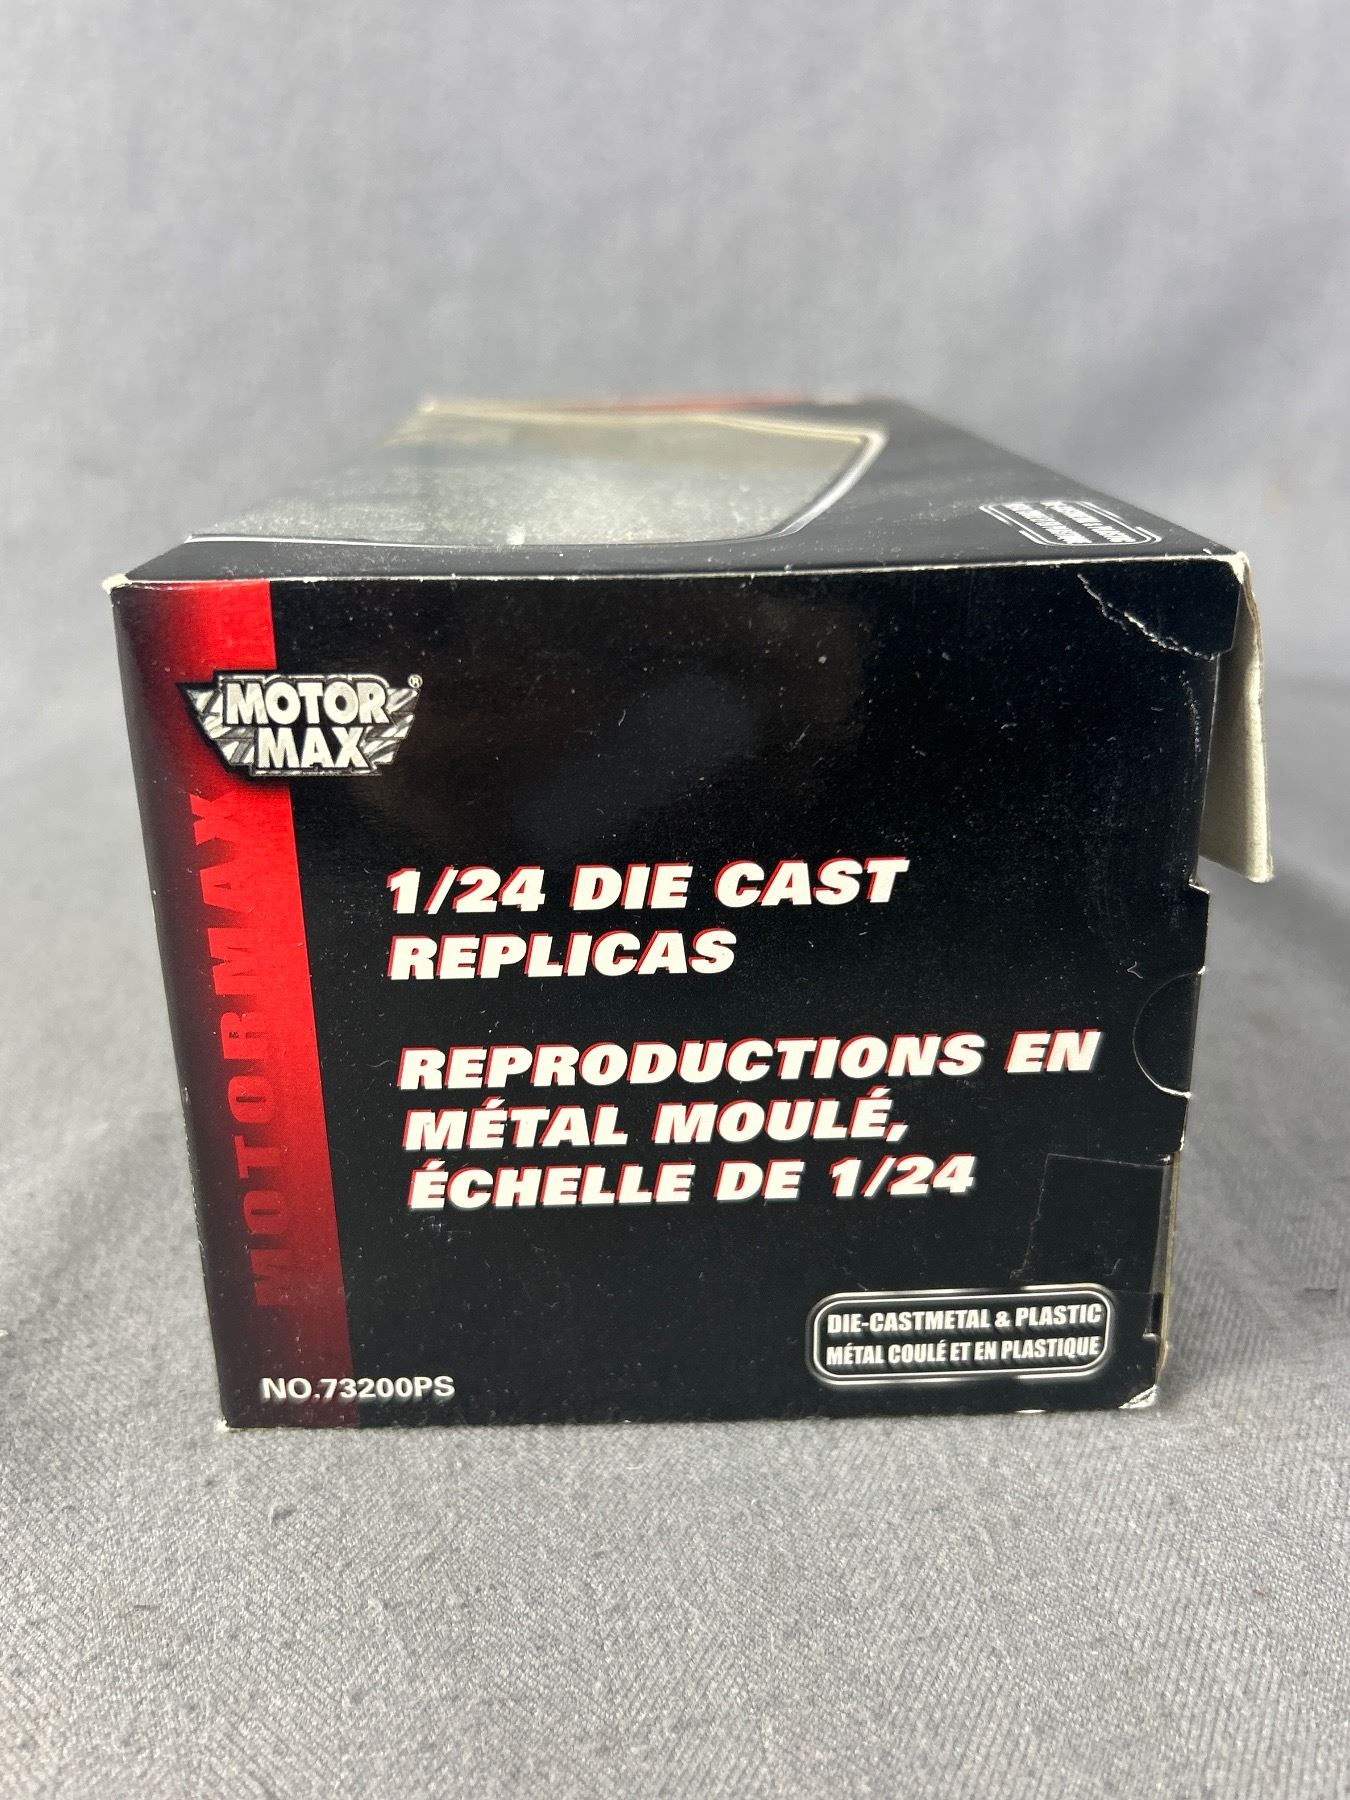 MOTOR ®
MAX
MOTORMAX
1/24 DIE CAST
REPLICAS
REPRODUCTIONS EN
MÉTAL MOULÉ,
ÉCHELLE DE 1/24
DIE-CASTMETAL & PLASTIC
MÉTAL COULÉ ET EN PLASTIQUE
NO.73200PS